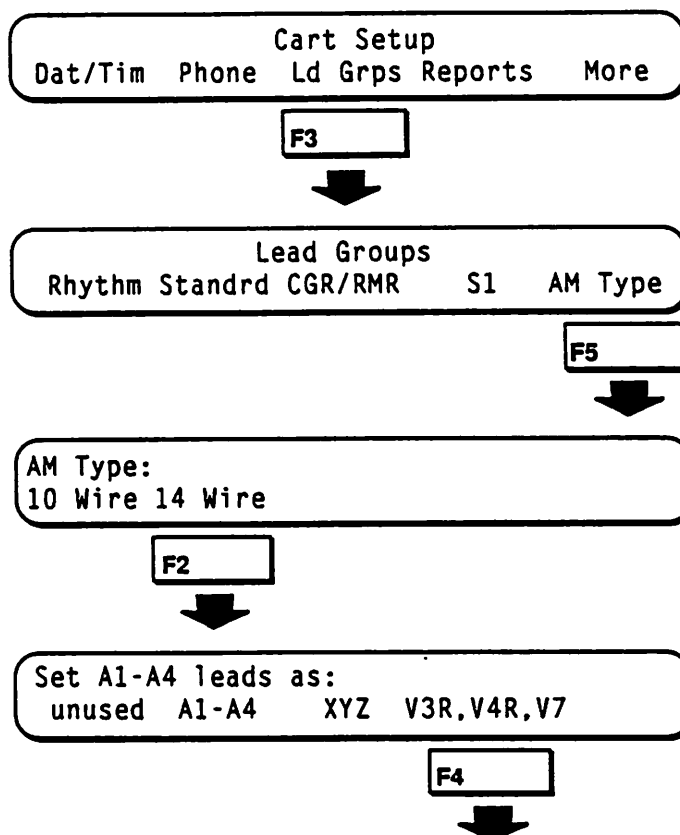 Cart Setup
Dat/Tim Phone Ld Grps Reports More
F3
Lead Groups
Rhythm Standrd CGR/RMR S1 AM Type
F5
AM Type:
10 Wire 14 Wire
F2
Set A1-A4 leads as:
unused A1-A4 XYZ V3R,V4R,V7
F4